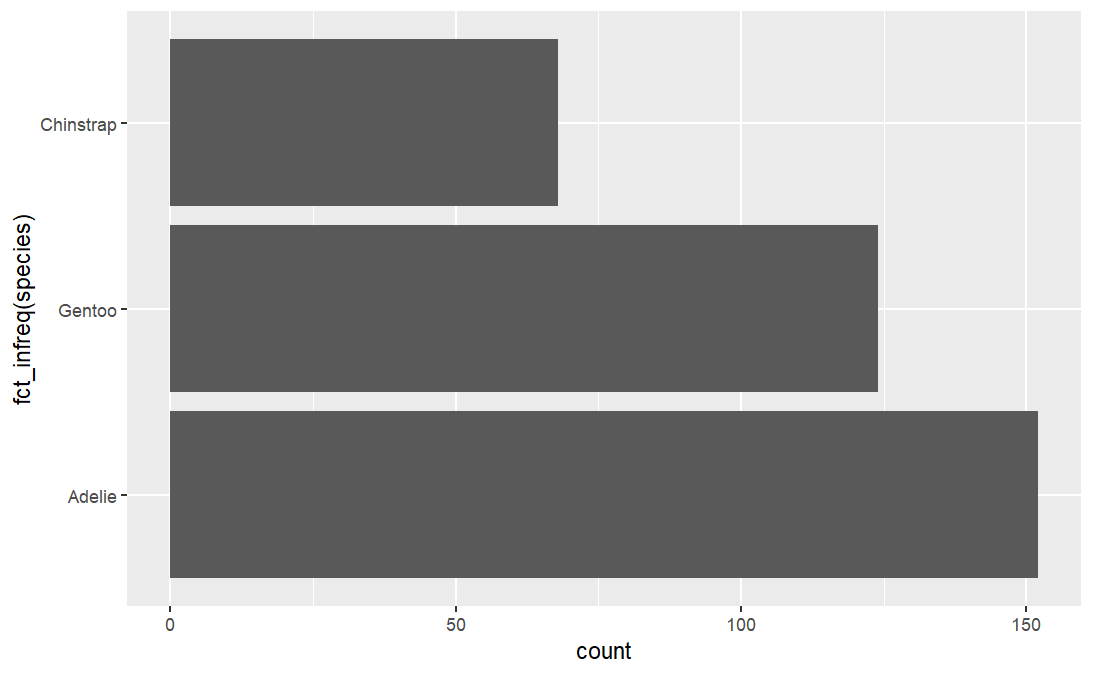 fct_infreq(species)
Chinstrap
Gentoo
Adelie
0 50 100 150
count